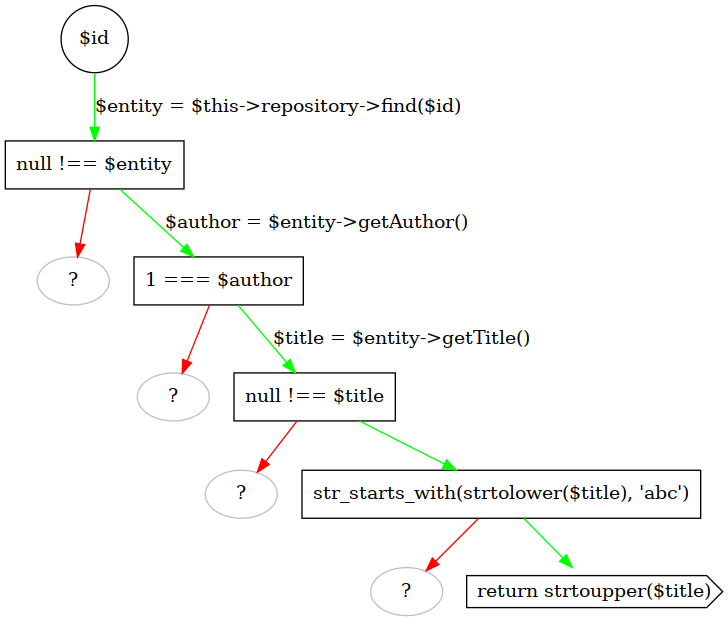 $id
$entity = $this->repository->find($id)
null !== $entity
$author = $entity->getAuthor()
?
1 === $author
$title = $entity->getTitle()
?
null !== $title
?
str_starts_with(strtolower($title), 'abc')
?
return strtoupper($title)